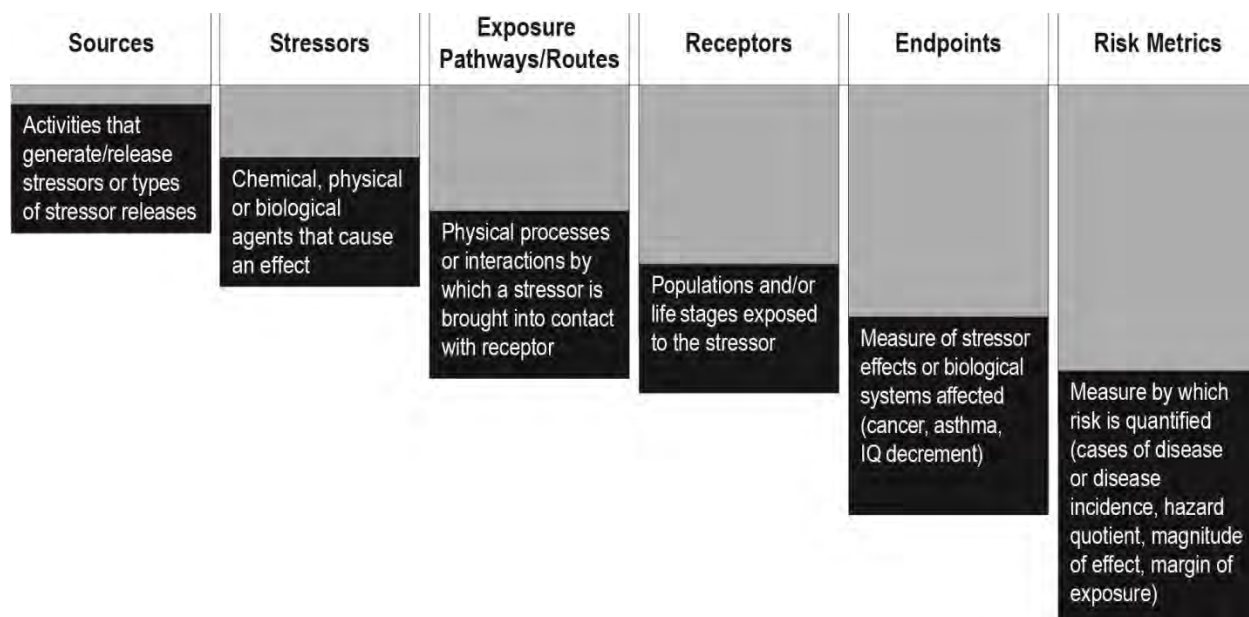 Sources
Stressors
Exposure
Pathways/Routes
Receptors
Endpoints
Risk Metrics
Activities that
generate/release
stressors or types
of stressor releases
Chemical, physical
or biological
agents that cause
an effect
Physical processes
or interactions by
which a stressor is
brought into contact
with receptor
Populations and/or
life stages exposed
to the stressor
Measure of stressor
effects or biological
systems affected
(cancer, asthma,
IQ decrement)
Measure by which
risk is quantified
(cases of disease
or disease
incidence, hazard
quotient, magnitude
of effect, margin of
exposure)